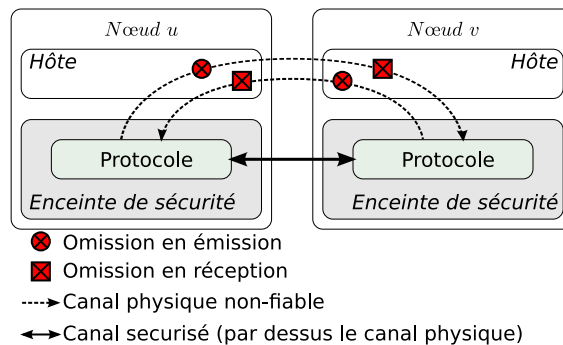 Nœud u
Nœud v
Hôte
Hôte
Protocole
Protocole
Enceinte de sécurité
Enceinte de sécurité
Omission en émission
Omission en réception
Canal physique non-fiable
Canal securisé (par dessus le canal physique)